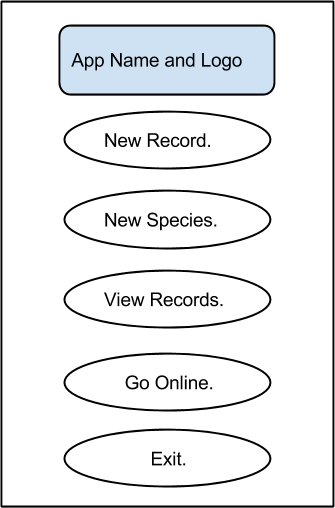 App Name and Logo
New Record.
New Species.
View Records.
Go Online.
Exit.